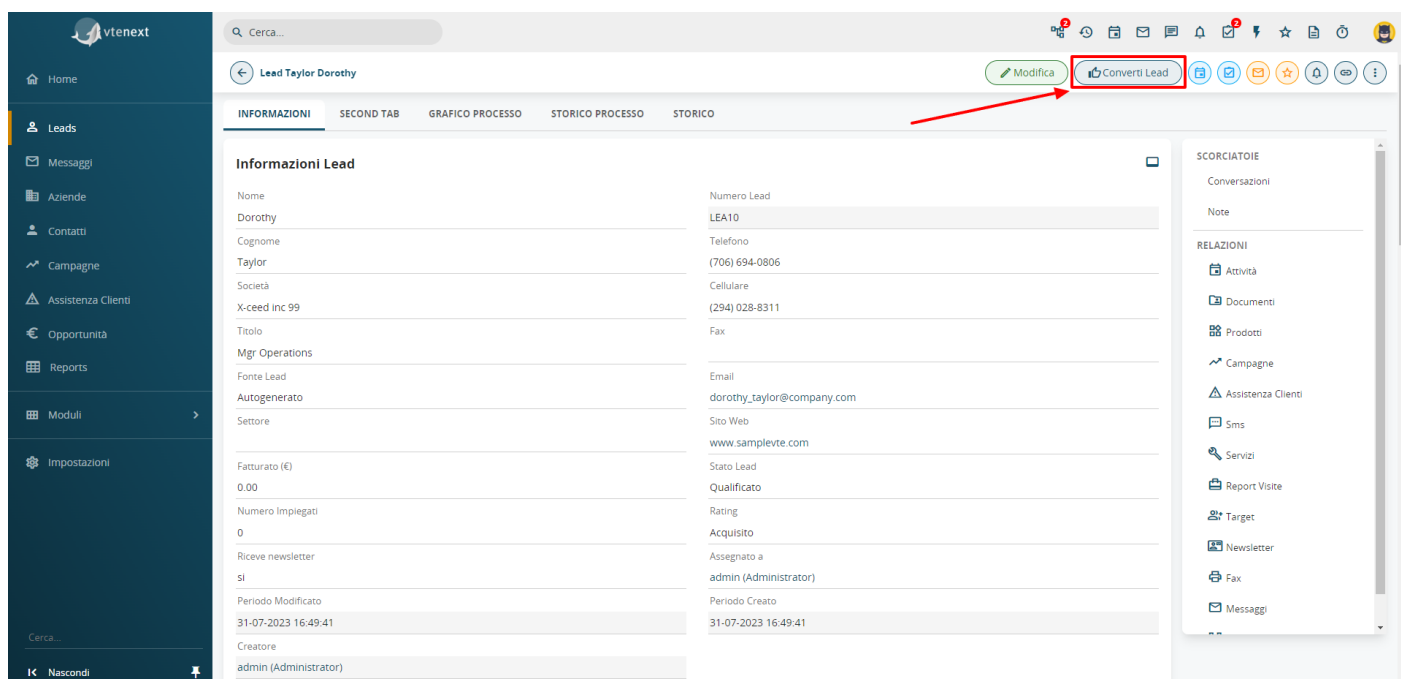 vtenext
Cerca...
2
2
Home
Leads
Messaggi
Aziende
Contatti
Campagne
Assistenza Clienti
Opportunità
Reports
Moduli
Impostazioni
Cerca...
Nascondi
Lead Taylor Dorothy
Modifica
Converti Lead
INFORMAZIONI SECOND TAB GRAFICO PROCESSO STORICO PROCESSO STORICO
Informazioni Lead
Nome Numero Lead
Dorothy LEA10
Cognome Telefono
Taylor (706) 694-0806
Società Cellulare
X-ceed inc 99 (294) 028-8311
Titolo Fax
Mgr Operations
Fonte Lead Email
Autogenerato dorothy_taylor@company.com
Settore Sito Web
www.samplevte.com
Fatturato (€) Stato Lead
0.00 Qualificato
Numero Impiegati Rating
0 Acquisito
Riceve newsletter Assegnato a
si admin (Administrator)
Periodo Modificato Periodo Creato
31-07-2023 16:49:41 31-07-2023 16:49:41
Creatore
admin (Administrator)
SCORCIATOIE
Conversazioni
Note
RELAZIONI
Attività
Documenti
Prodotti
Campagne
Assistenza Clienti
Sms
Servizi
Report Visite
Target
Newsletter
Fax
Messaggi